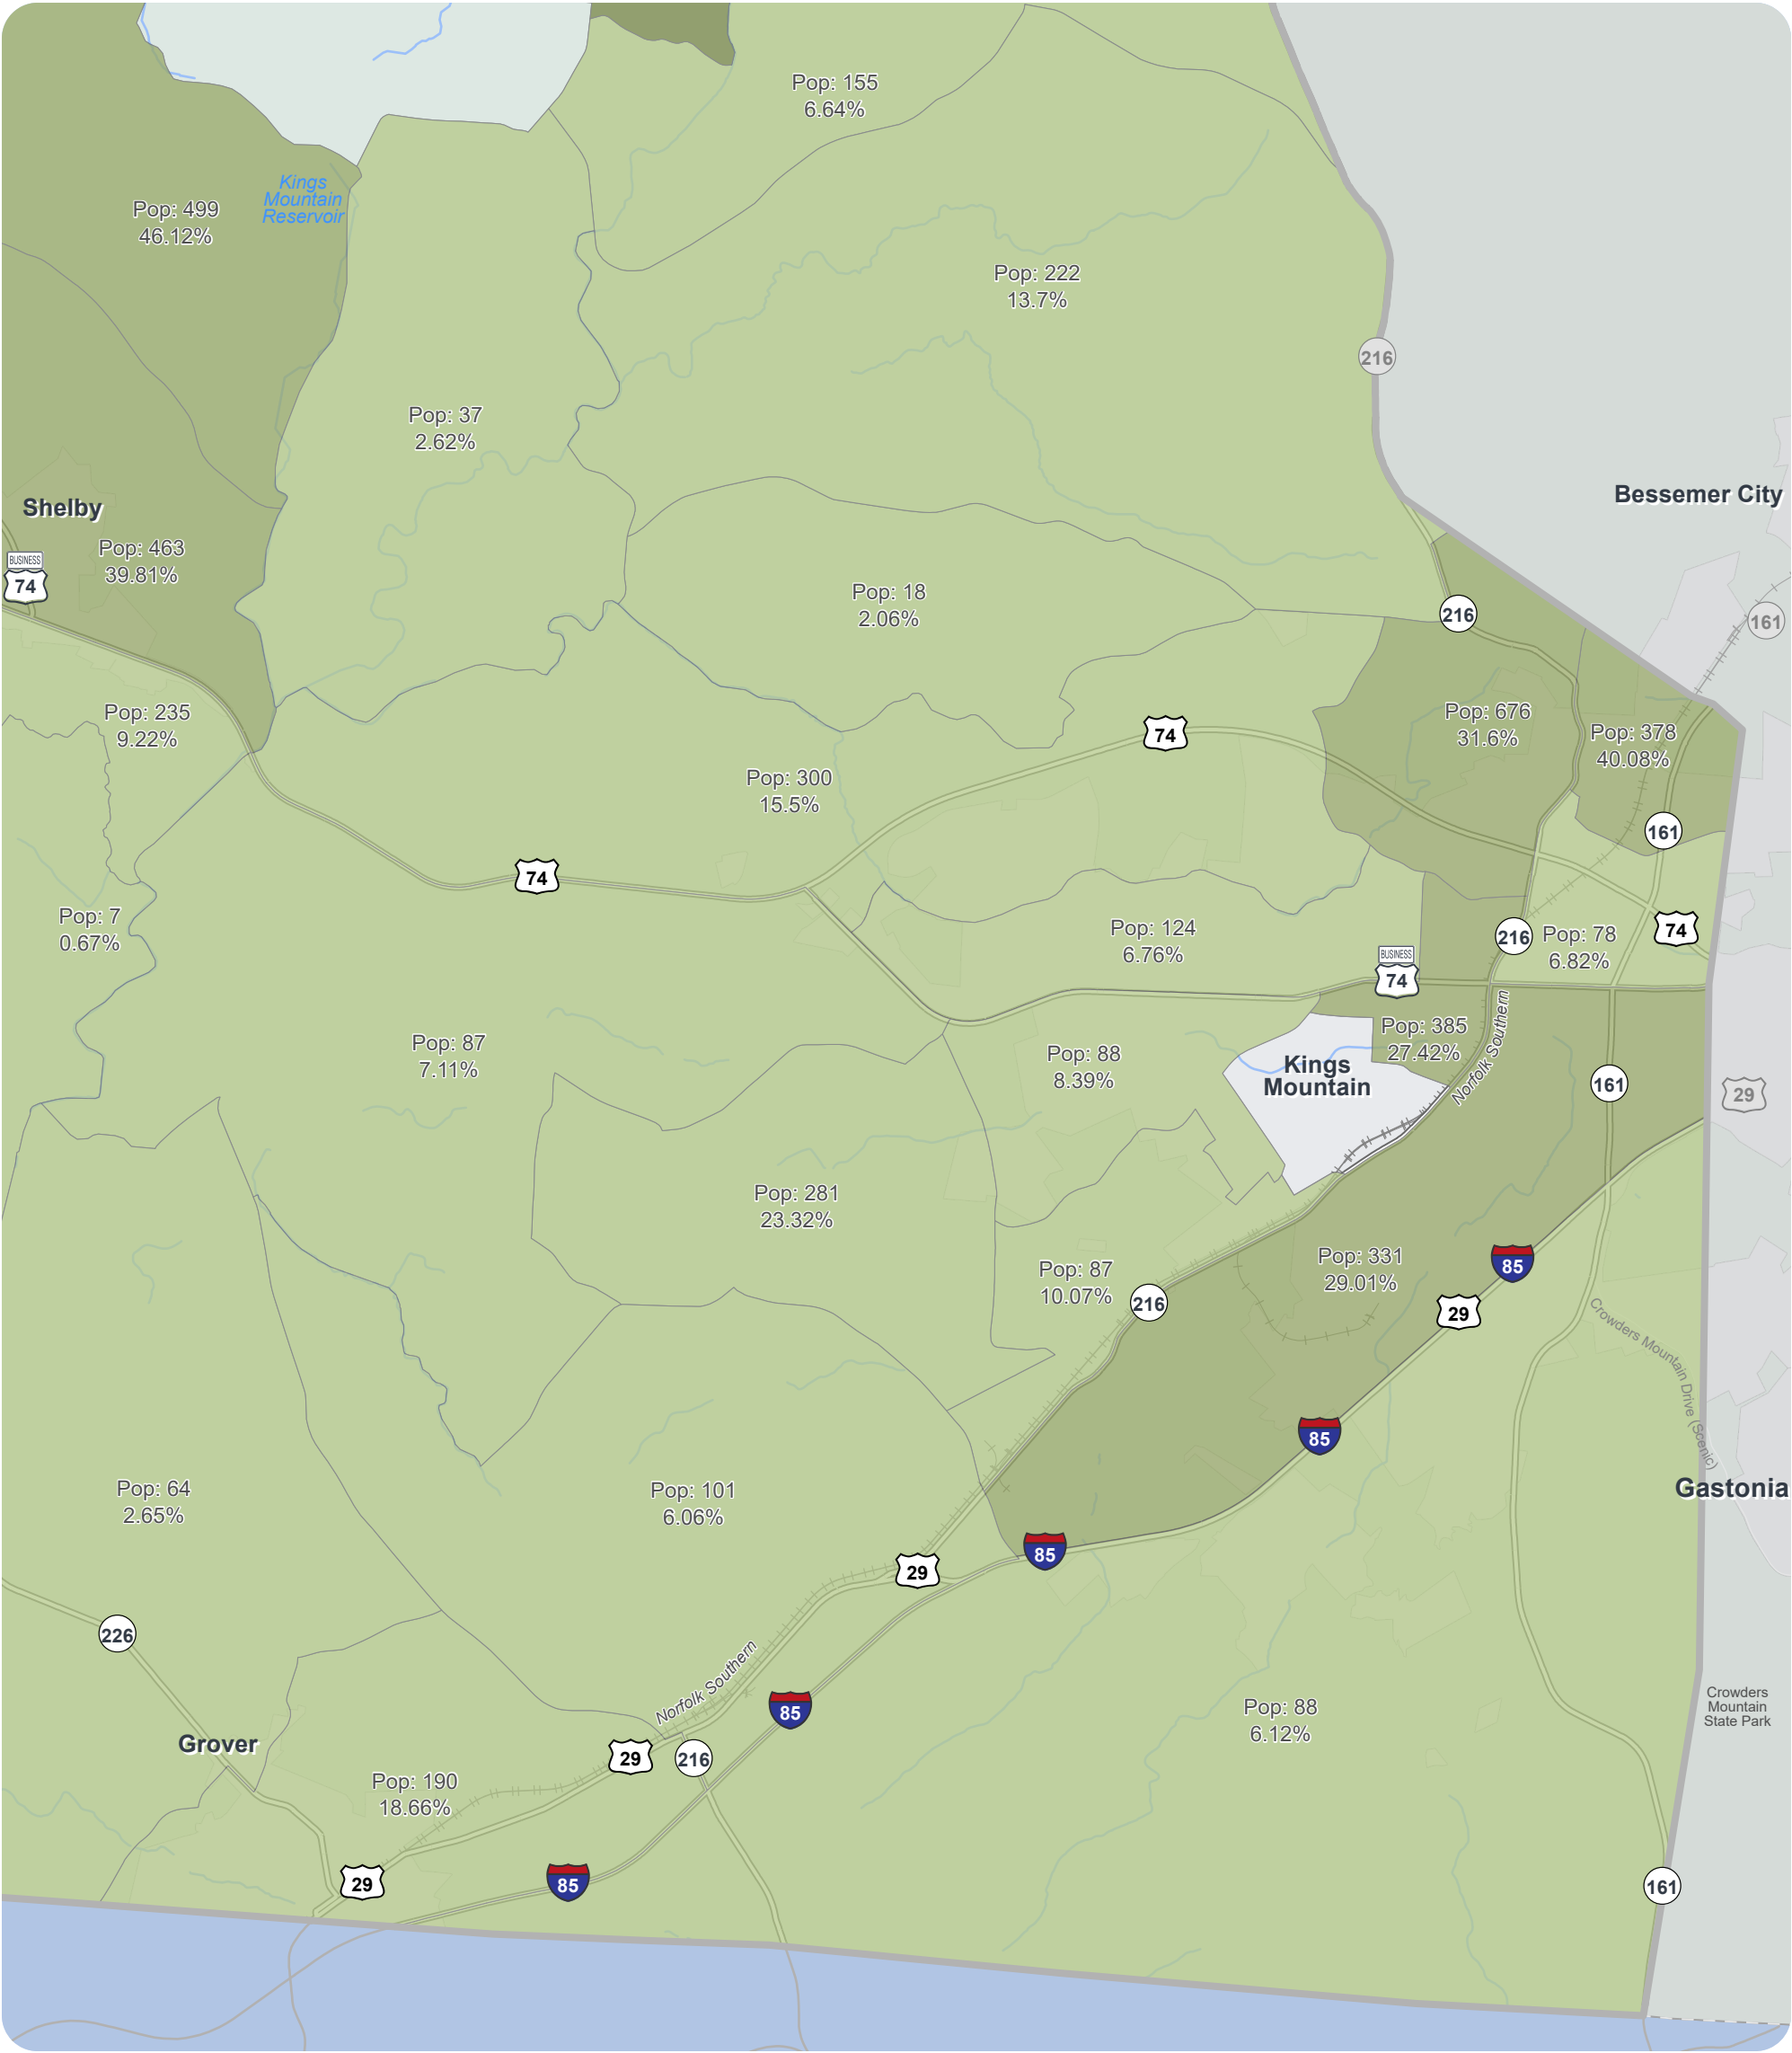 Pop: 155
6.64%
Kings
Mountain
Reservoir
Pop: 499
46.12%
Pop: 222
13.7%
216
Pop: 37
2.62%
Bessemer City
Shelby
Pop: 463
39.81%
BUSINESS
74
Pop: 18
2.06%
216
161
Pop: 235
9.22%
74
Pop: 676
31.6%
Pop: 378
40.08%
Pop: 300
15.5%
161
74
Pop: 7
0.67%
Pop: 124
6.76%
BUSINESS
74
216
Pop: 78
6.82%
74
Pop: 87
7.11%
Pop: 88
8.39%
Kings
Mountain
Pop: 385
27.42%
Norfolk Southern
161
29
Pop: 281
23.32%
Pop: 87
10.07%
216
Pop: 331
29.01%
85
29
Crowders Mountain Drive (Scenic)
85
Pop: 64
2.65%
Pop: 101
6.06%
Gastonia
85
29
226
Norfolk Southern
85
Pop: 88
6.12%
Crowders
Mountain
State Park
Grover
29
216
Pop: 190
18.66%
29
85
161